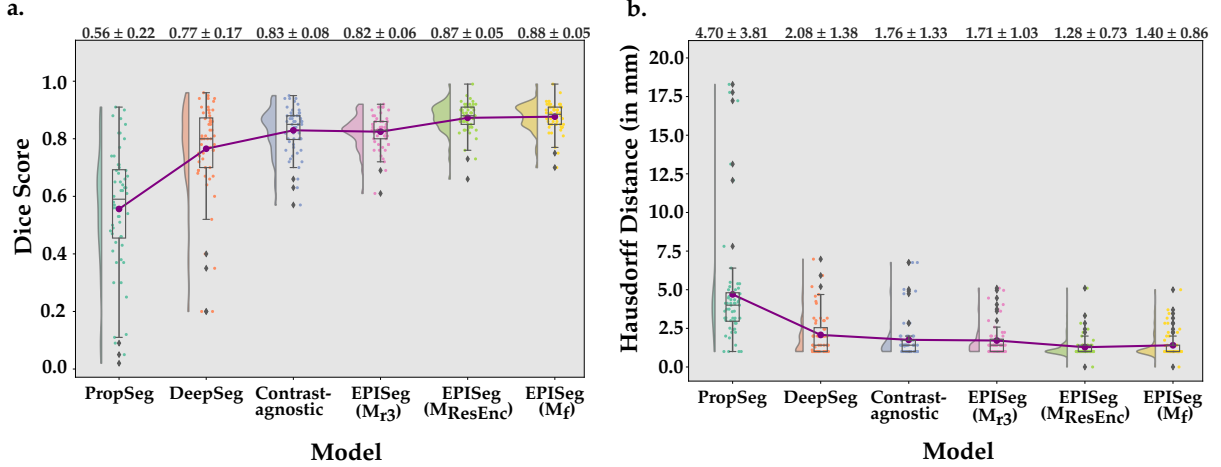 a.
0.56 ± 0.22 0.77 ± 0.17 0.83 ± 0.08 0.82 ± 0.06 0.87 ± 0.05 0.88 ± 0.05
1.0
0.8
0.6
0.4
0.2
0.0
Dice Score
PropSeg DeepSeg Contrast-agnostic EPISeg (Mr3) EPISeg (MResEnc) EPISeg (Mf)
Model
b.
4.70 ± 3.81 2.08 ± 1.38 1.76 ± 1.33 1.71 ± 1.03 1.28 ± 0.73 1.40 ± 0.86
20.0
17.5
15.0
12.5
10.0
7.5
5.0
2.5
0.0
Hausdorff Distance (in mm)
PropSeg DeepSeg Contrast-agnostic EPISeg (Mr3) EPISeg (MResEnc) EPISeg (Mf)
Model